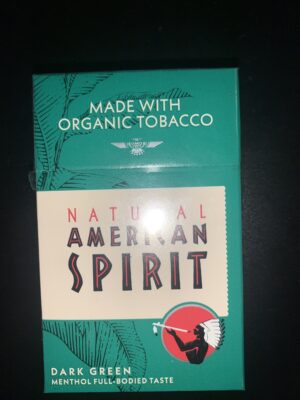 MADE WITH
ORGANIC TOBACCO
NATURAL
AMERICAN
SPIRIT
DARK GREEN
MENTHOL FULL-BODIED TASTE